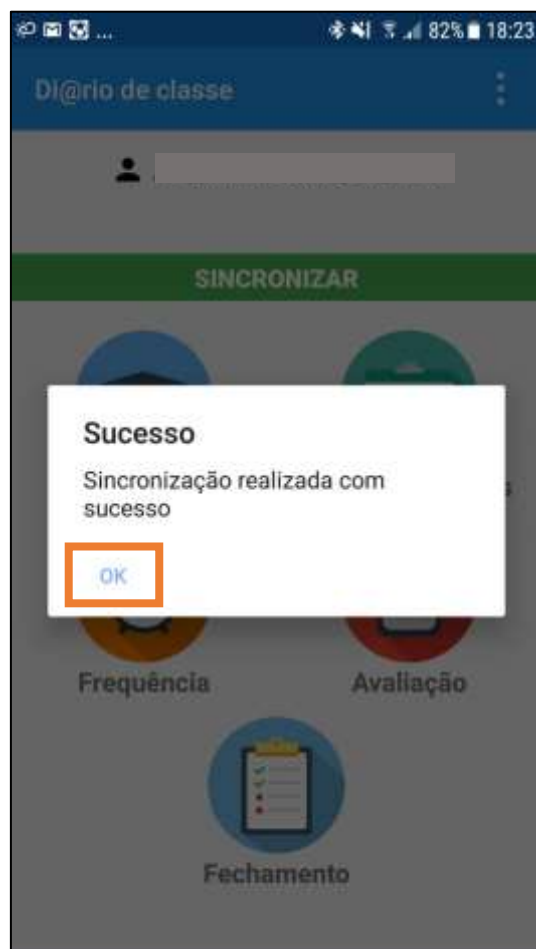 ... 82% 18:23
Di@rio de classe
SINCRONIZAR
Sucesso
Sincronização realizada com
sucesso
OK
Frequência Avaliação
Fechamento